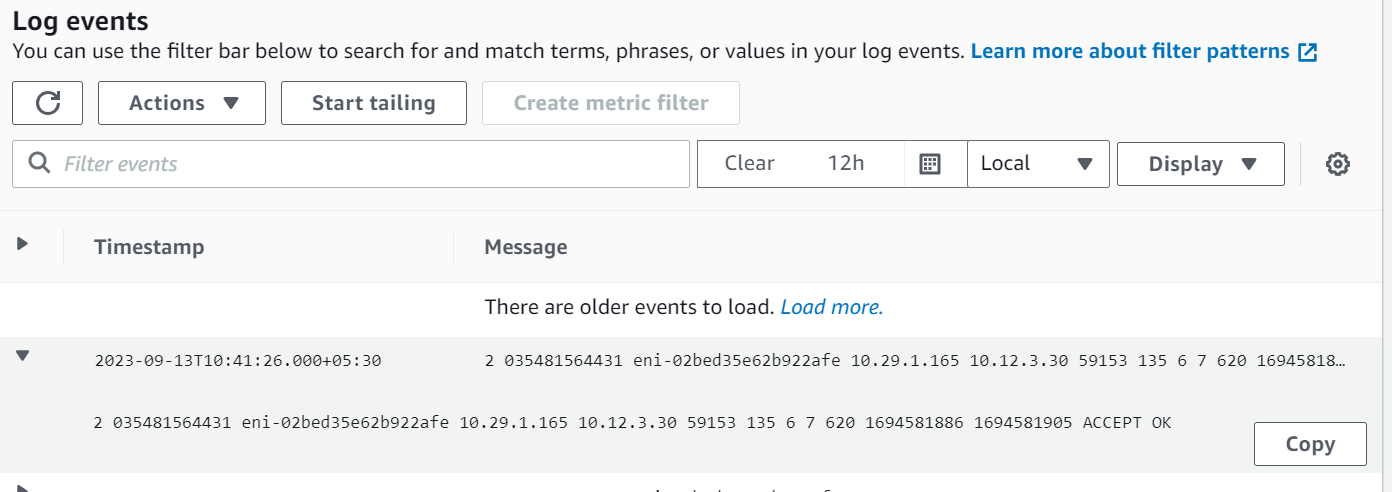 Log events
You can use the filter bar below to search for and match terms, phrases, or values in your log events. Learn more about filter patterns
Actions Start tailing Create metric filter
Filter events Clear 12h Local Display
Timestamp Message
There are older events to load. Load more.
2023-09-13T10:41:26.000+05:30 2 035481564431 eni-02bed35e62b922afe 10.29.1.165 10.12.3.30 59153 135 6 7 620 16945818…
2 035481564431 eni-02bed35e62b922afe 10.29.1.165 10.12.3.30 59153 135 6 7 620 1694581886 1694581905 ACCEPT OK
Copy